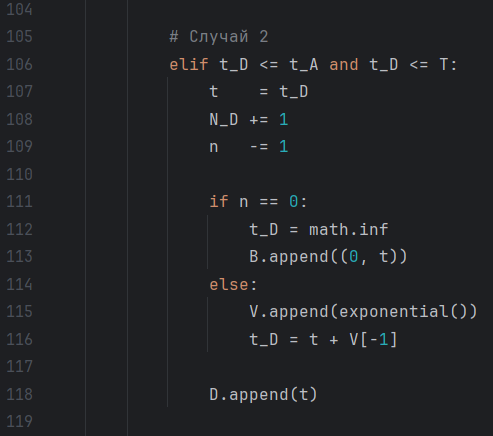 104
105 # Случай 2
106 elif t_D <= t_A and t_D <= T:
107 t    = t_D
108 N_D += 1
109 n   -= 1
110
111 if n == 0:
112 t_D = math.inf
113 B.append((0, t))
114 else:
115 V.append(exponential())
116 t_D = t + V[-1]
117
118 D.append(t)
119